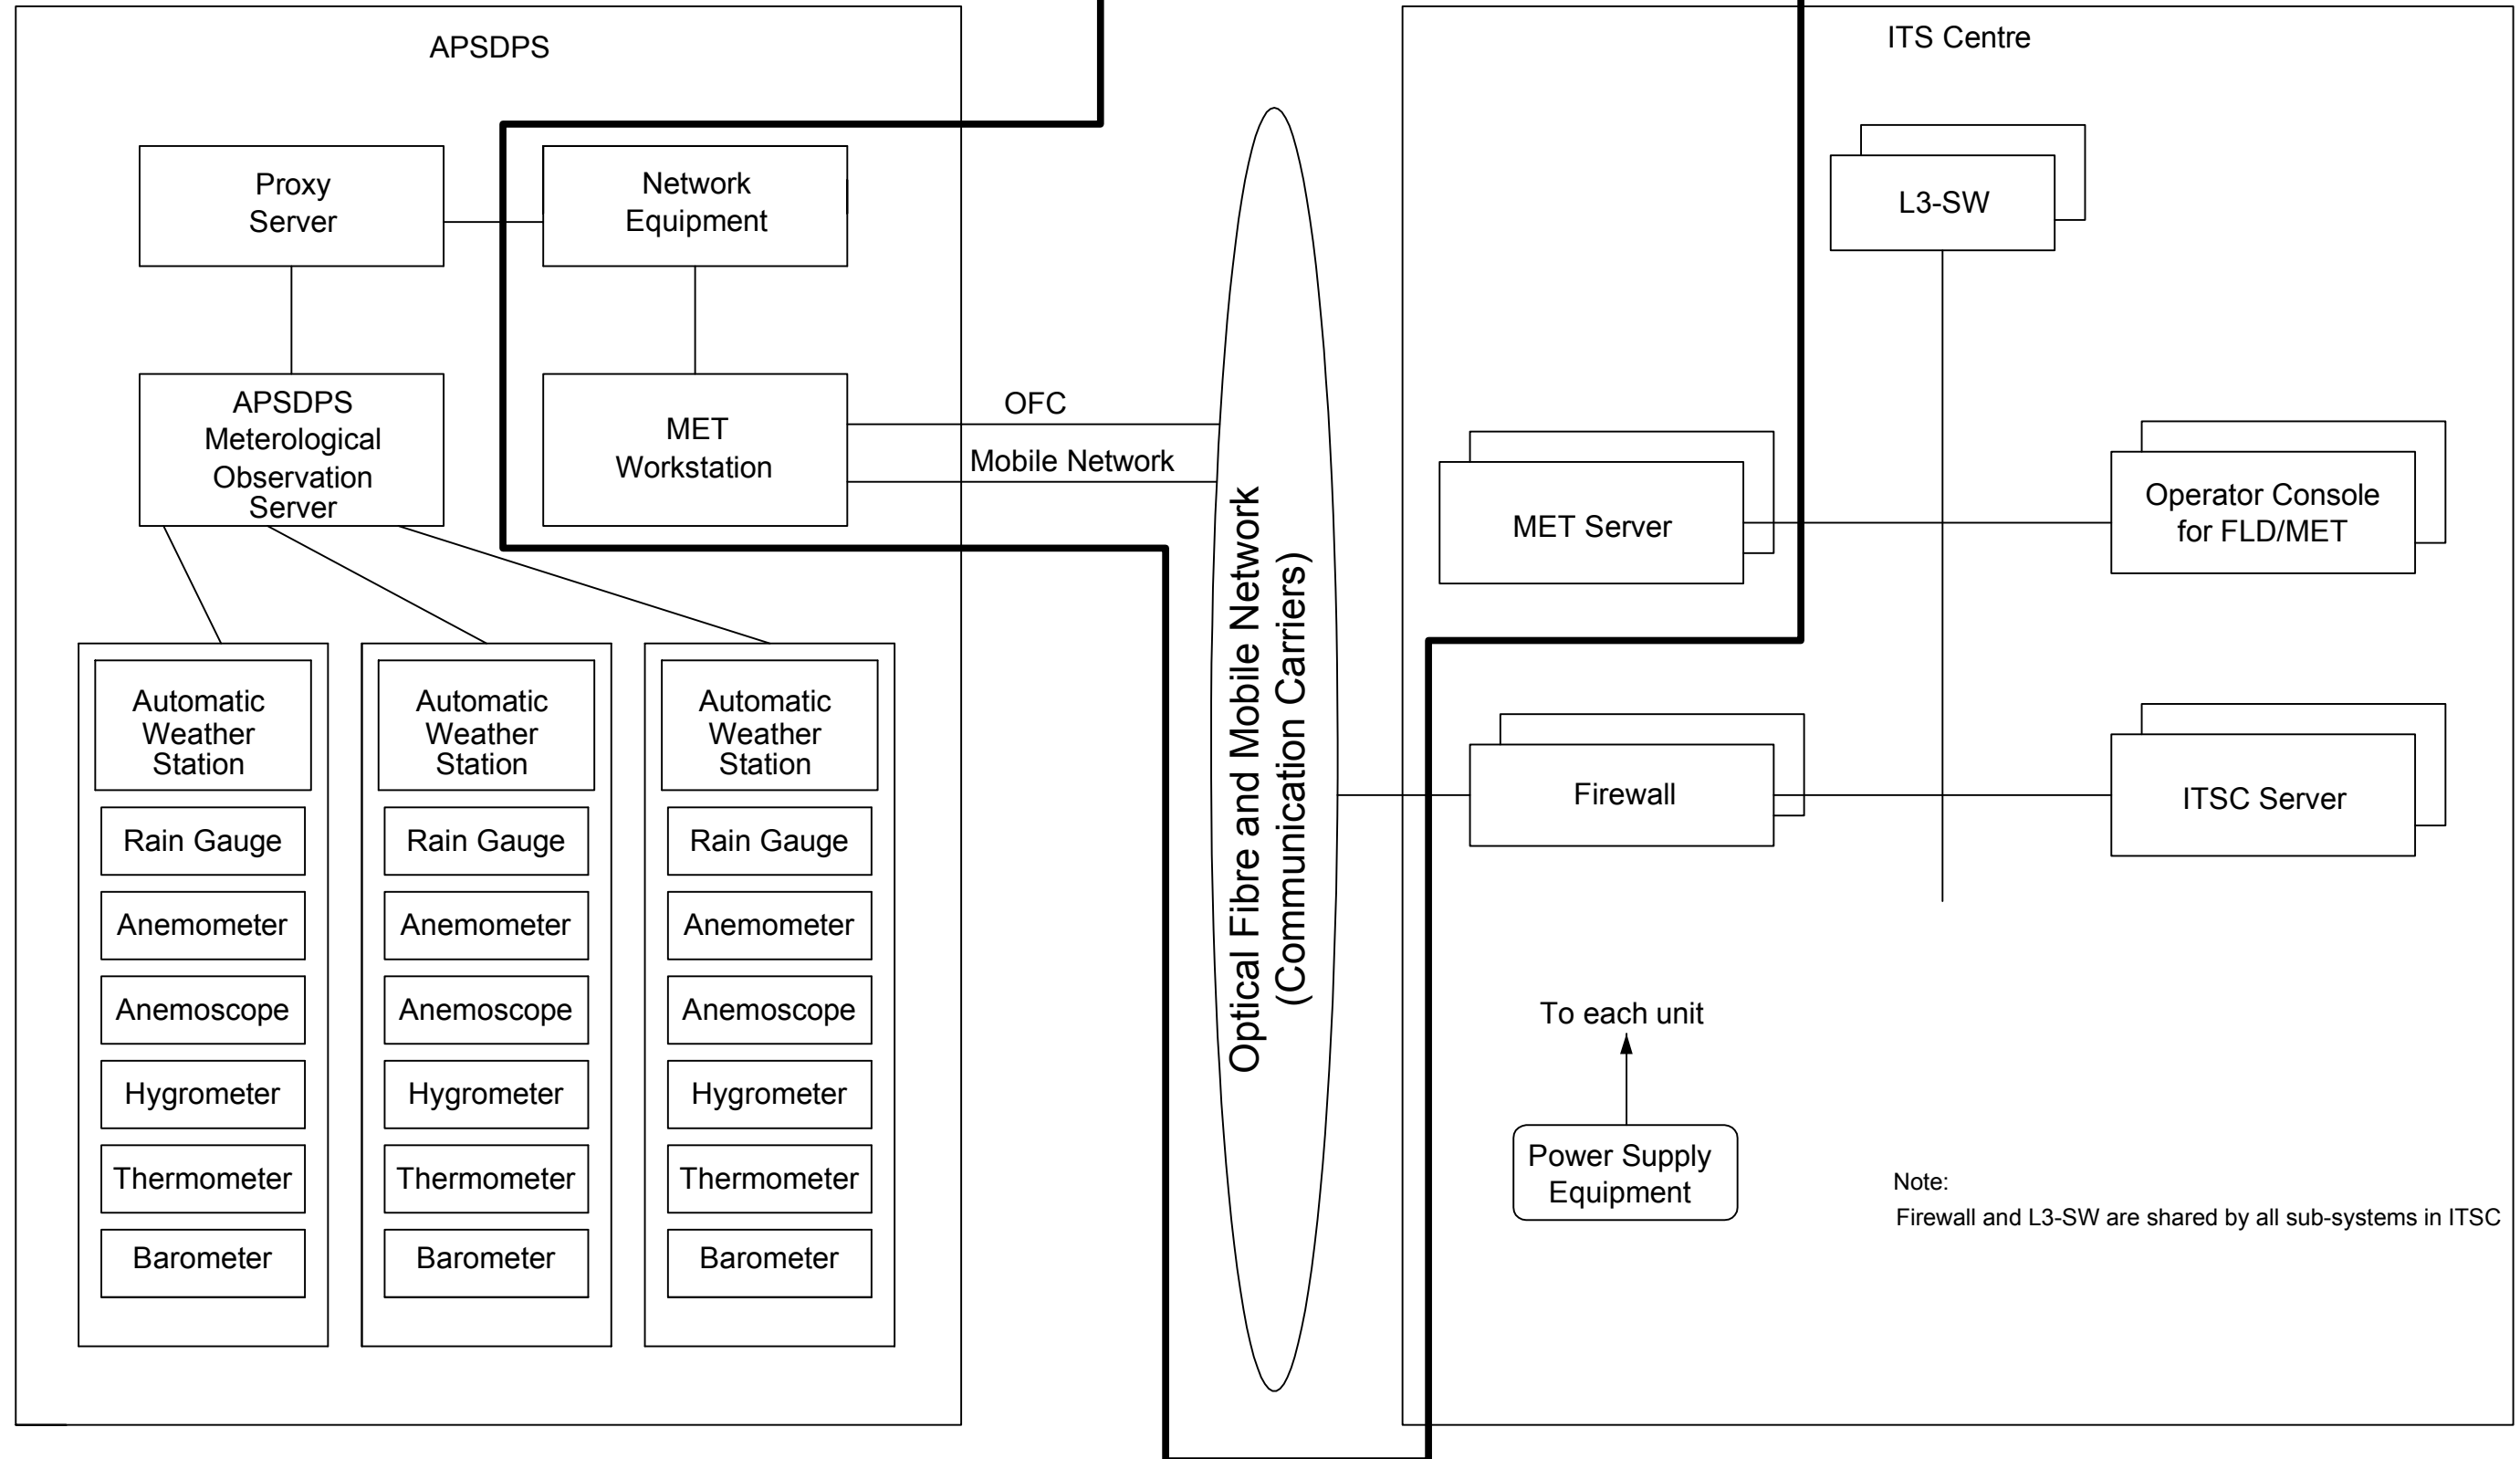 APSDPS
Proxy
Server
Network
Equipment
APSDPS
Meterological
Observation
Server
MET
Workstation
OFC
Mobile Network
Automatic
Weather
Station
Rain Gauge
Anemometer
Anemoscope
Hygrometer
Thermometer
Barometer
Automatic
Weather
Station
Rain Gauge
Anemometer
Anemoscope
Hygrometer
Thermometer
Barometer
Automatic
Weather
Station
Rain Gauge
Anemometer
Anemoscope
Hygrometer
Thermometer
Barometer
Optical Fibre and Mobile Network
(Communication Carriers)
ITS Centre
L3-SW
MET Server
Operator Console
for FLD/MET
Firewall
ITSC Server
To each unit
Power Supply
Equipment
Note:
Firewall and L3-SW are shared by all sub-systems in ITSC